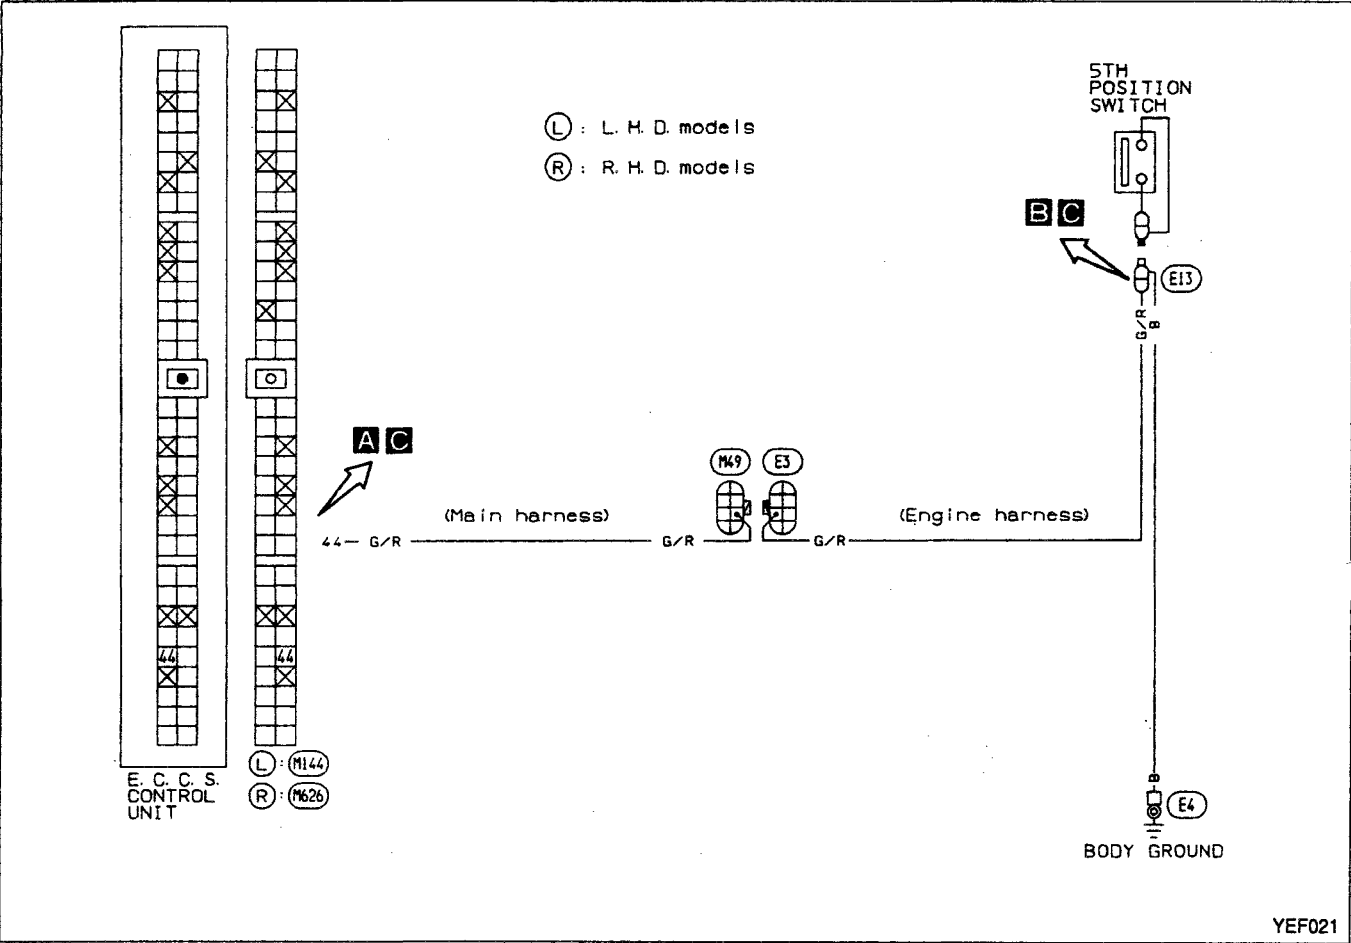 5TH
POSITION
SWITCH
L : L. H. D. models
R : R. H. D. models
B C
E13
G/R
B
A C
M49 E3
(Main harness)
(Engine harness)
44 G/R G/R G/R
44 44
L : M144
R : M626
E. C. C. S.
CONTROL
UNIT
B
E4
BODY GROUND
YEF021